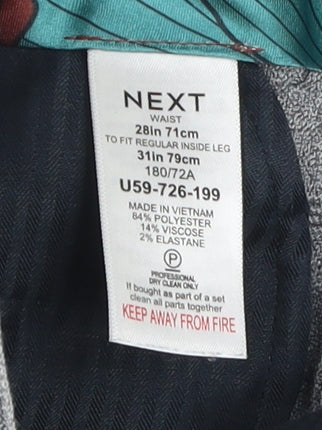 NEXT
WAIST
28in 71cm
TO FIT REGULAR INSIDE LEG
31in 79cm
180/72A
U59-726-199
MADE IN VIETNAM
84% POLYESTER
14% VISCOSE
2% ELASTANE
P
PROFESSIONAL
DRY CLEAN ONLY
If bought as part of a set
clean all parts together
KEEP AWAY FROM FIRE